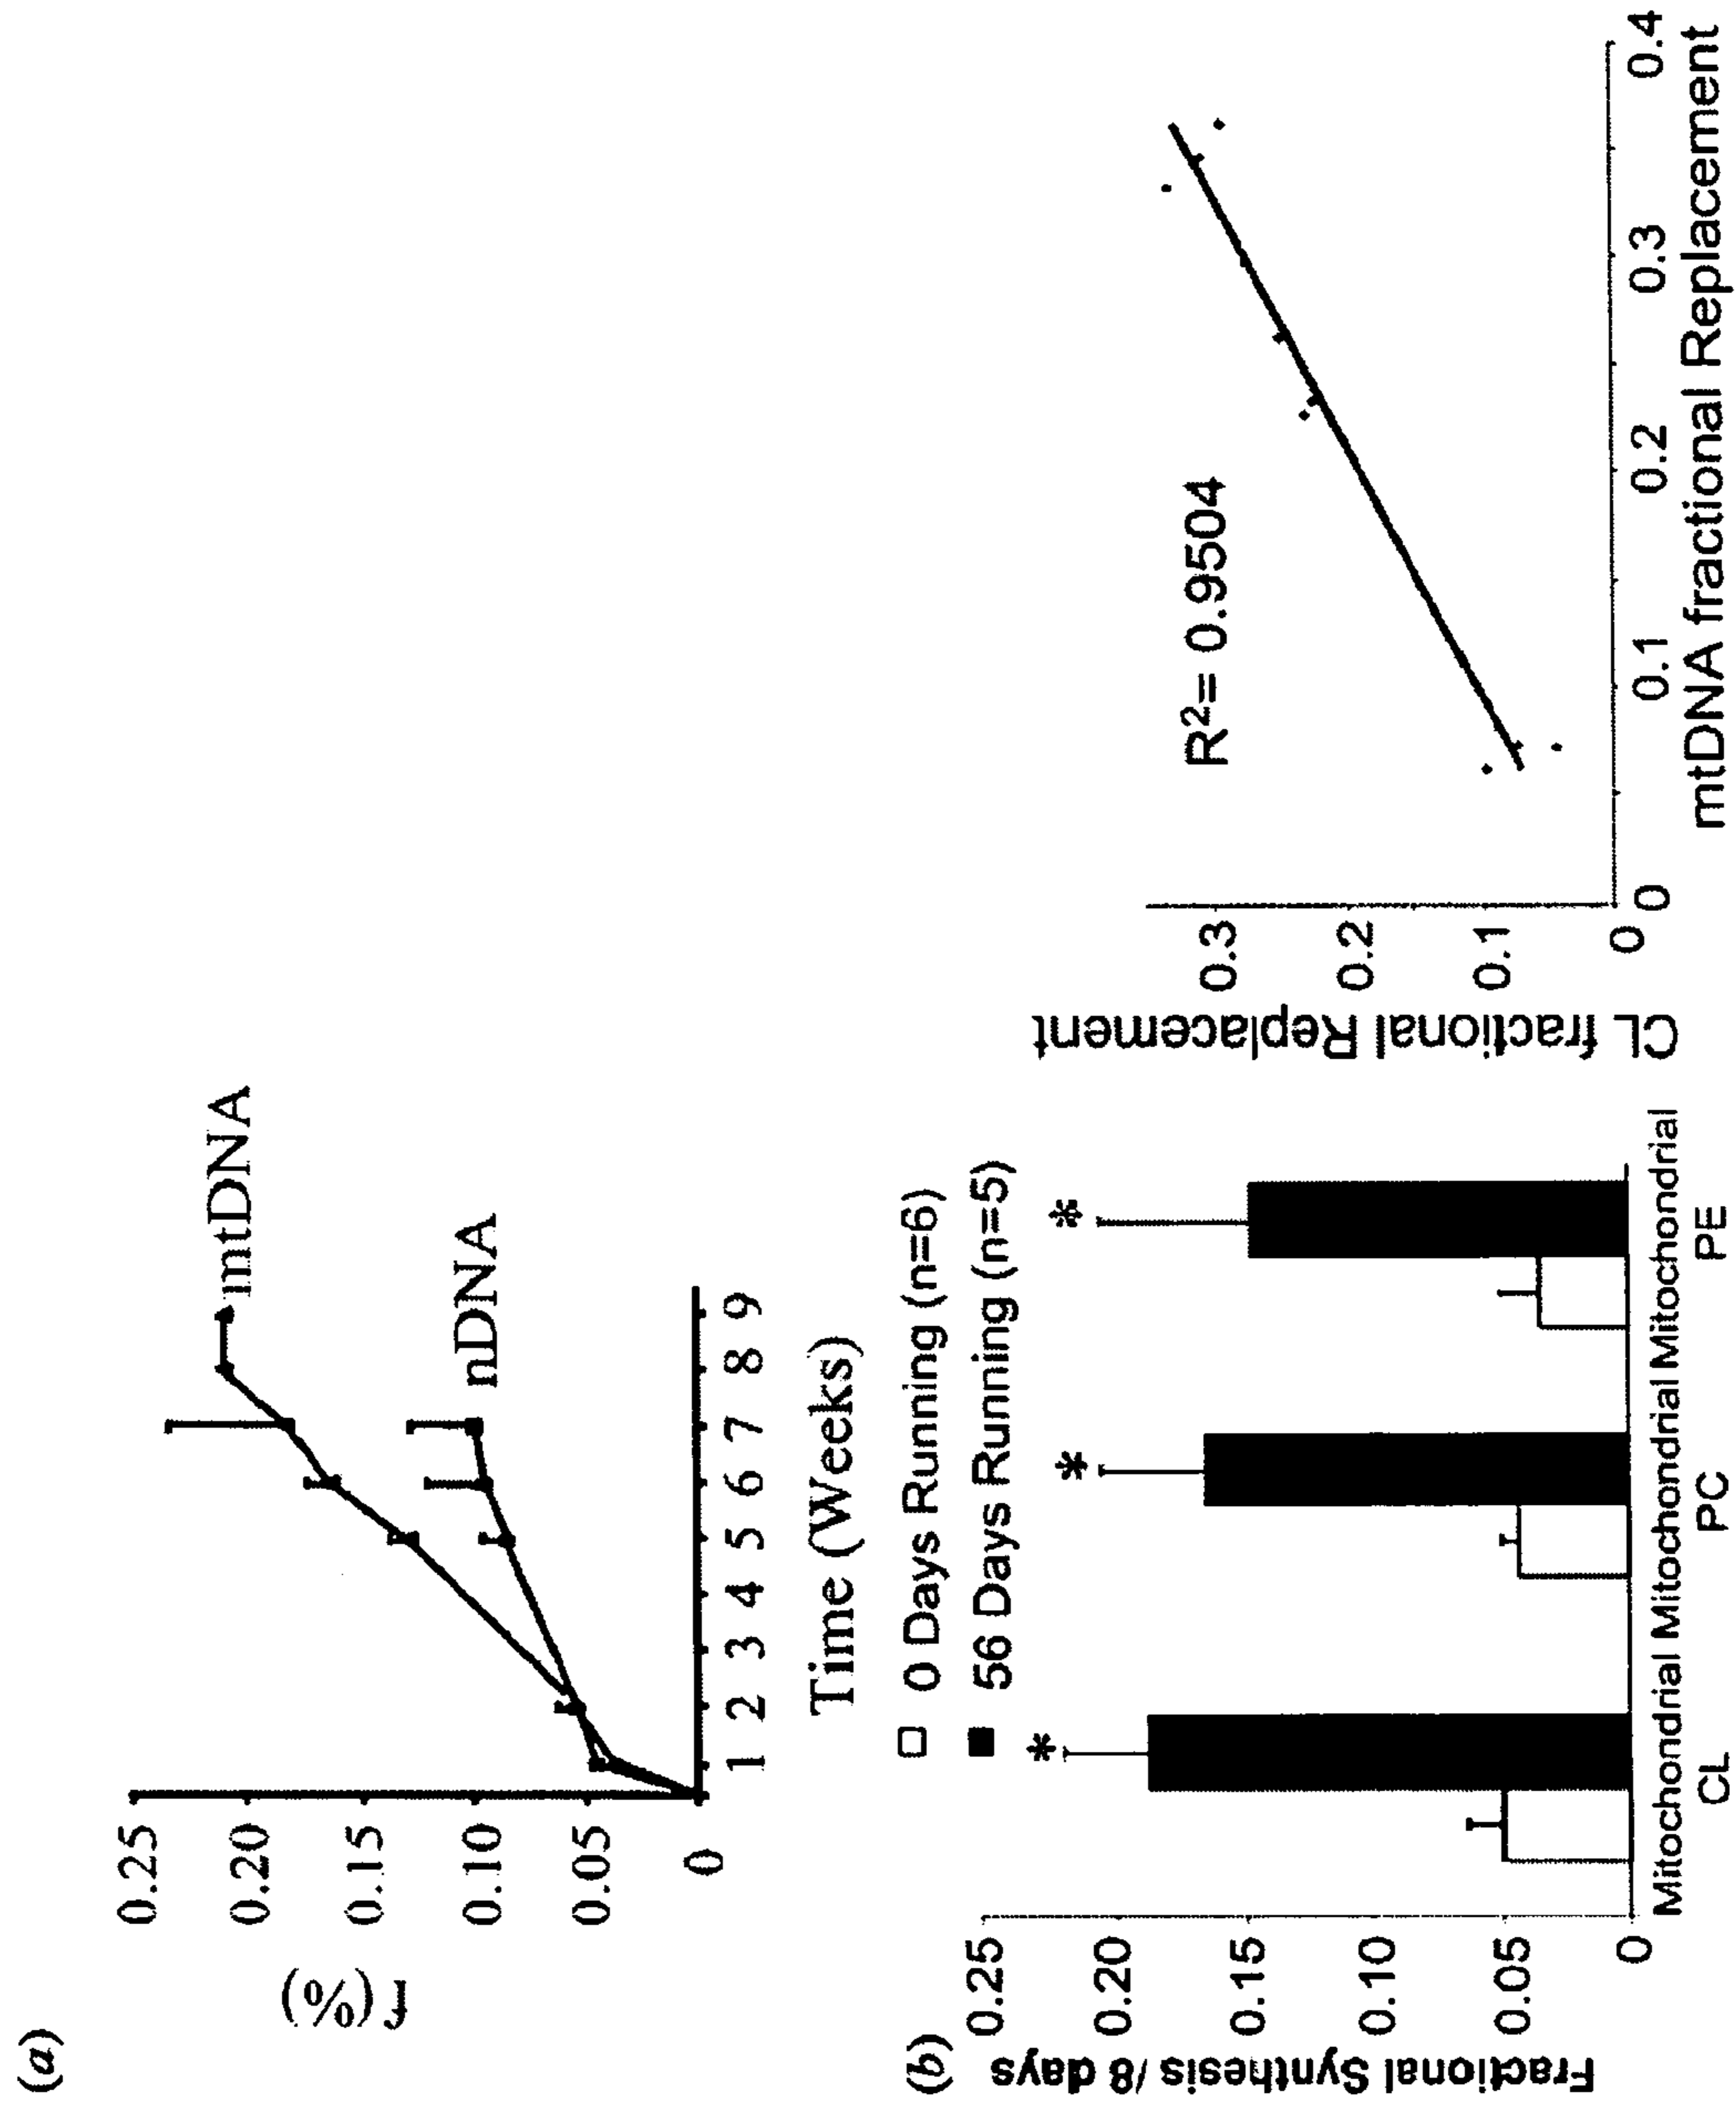 (a)
f (%)
0.25
0.20
0.15
0.10
0.05
0
1 2 3 4 5 6 7 8 9
Time (Weeks)
mtDNA
nDNA
(b)
Fractional Synthesis /8 days
0.25
0.20
0.15
0.10
0.05
0
0 Days Running (n=6)
56 Days Running (n=5)
*
*
*
Mitochondrial Mitochondrial Mitochondrial
CL PC PE
CL fractional Replacement
0.3
0.2
0.1
0
R²= 0.9504
0 0.1 0.2 0.3 0.4
mtDNA fractional Replacement